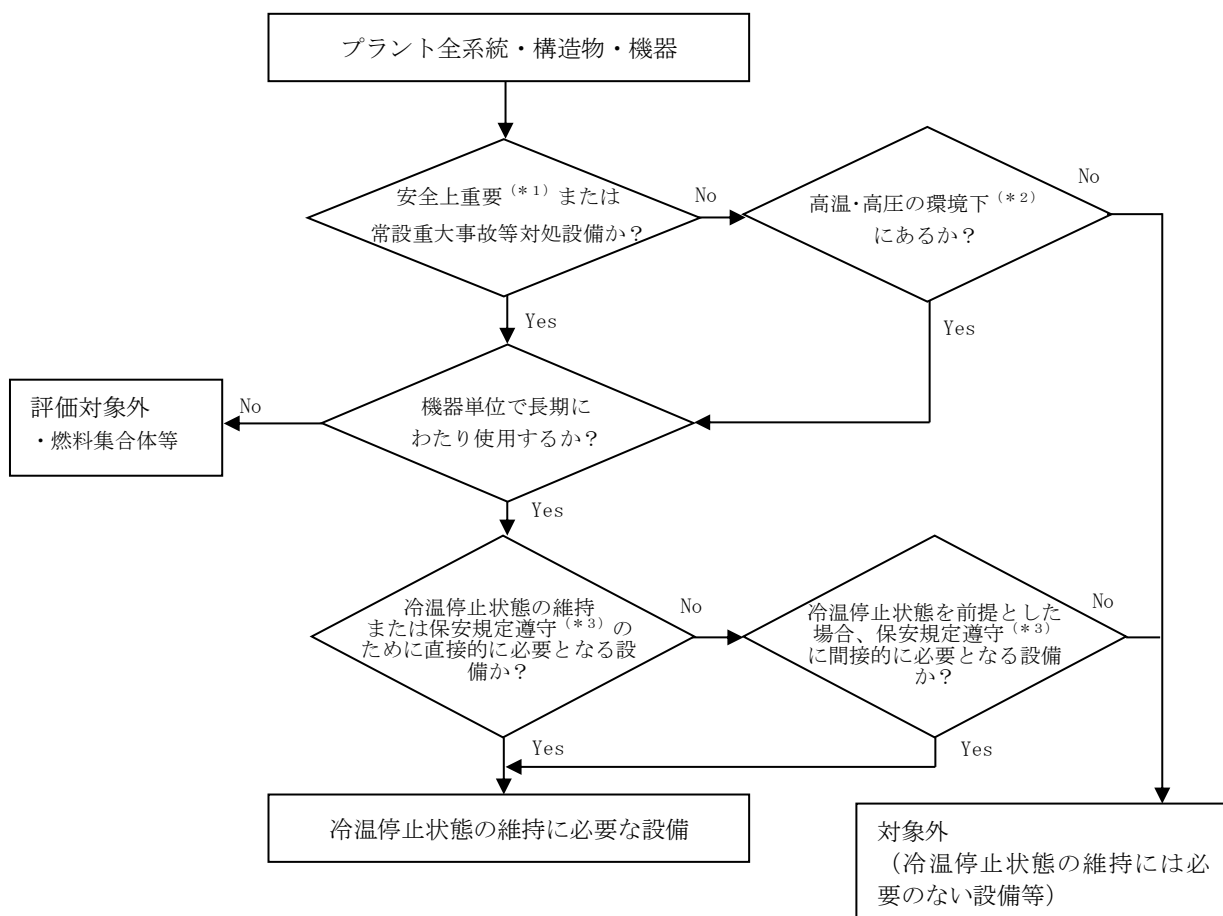 プラント全系統・構造物・機器
安全上重要(*1)または
常設重大事故等対処設備か?
No
高温・高圧の環境下(*2)
にあるか?
No
Yes
Yes
評価対象外
・燃料集合体等
No
機器単位で長期に
わたり使用するか?
Yes
冷温停止状態の維持
または保安規定遵守(*3)の
ために直接的に必要となる設
備か?
No
冷温停止状態を前提とした
場合、保安規定遵守(*3)
に間接的に必要となる設備
か?
No
Yes
Yes
冷温停止状態の維持に必要な設備
対象外
(冷温停止状態の維持には必
要のない設備等)